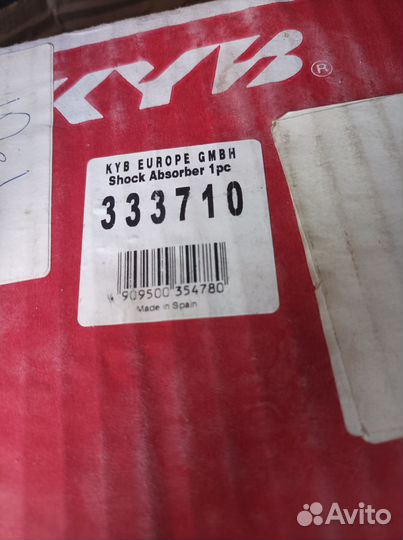 KYB®
KYB EUROPE GMBH
Shock Absorber 1pc
333710
4 909500 354780
Made in Spain
Avito